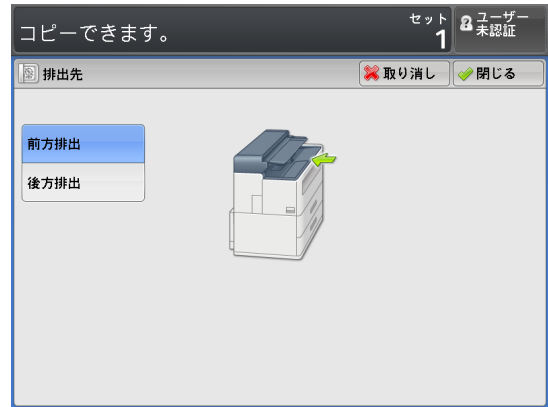 コピーできます。
セット
1
ユーザー
未認証
排出先
取り消し
閉じる
前方排出
後方排出